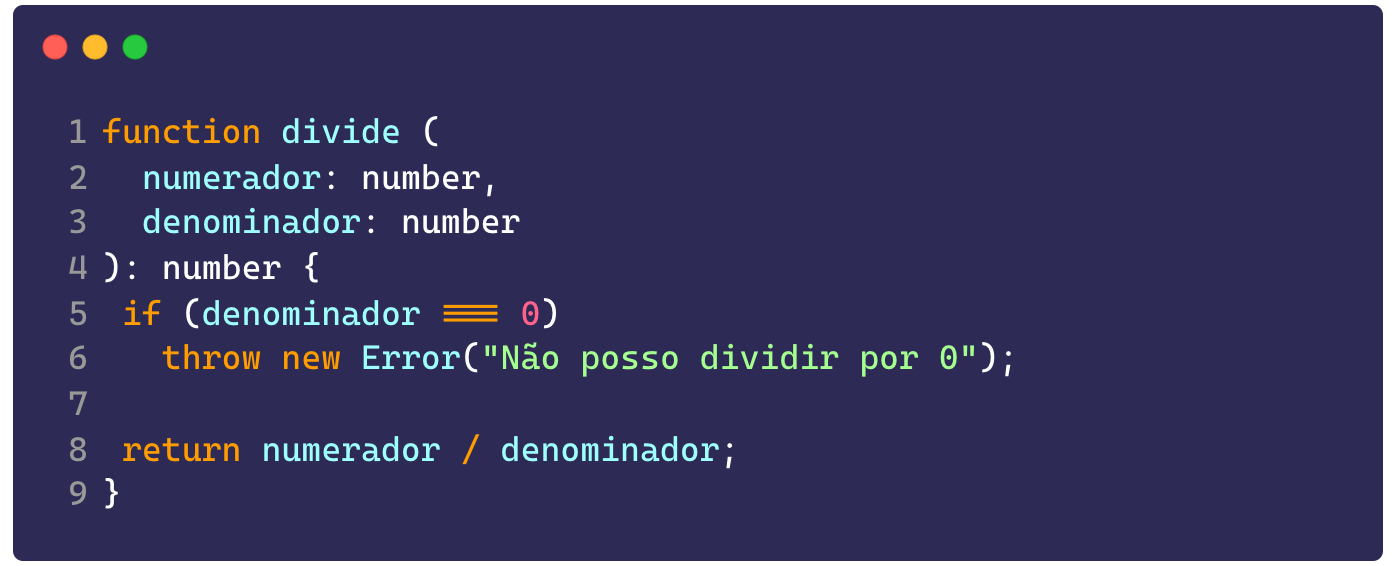 1 function divide (
2   numerador: number,
3   denominador: number
4 ): number {
5  if (denominador === 0)
6    throw new Error("Não posso dividir por 0");
7
8  return numerador / denominador;
9 }